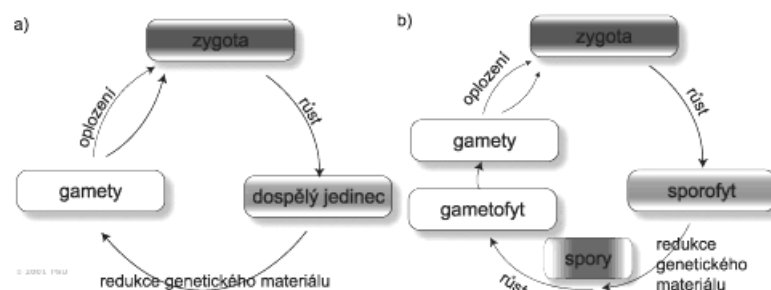 a)
zygota
oplození
růst
gamety
dospělý jedinec
redukce genetického materiálu
b)
zygota
oplození
růst
gamety
gametofyt
sporofyt
spory
redukce
genetického
materiálu
růst